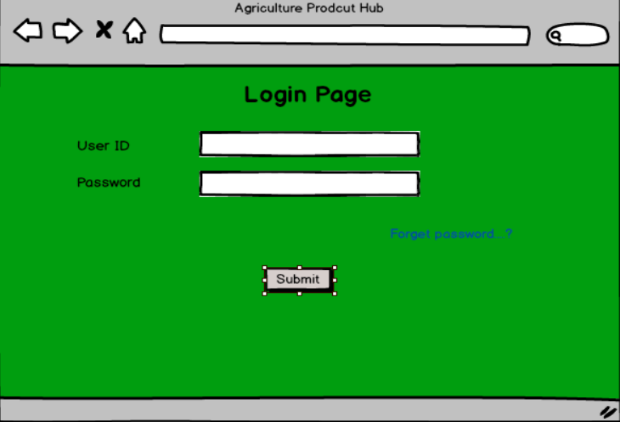 Agriculture Prodcut Hub
Login Page
User ID
Password
Forget password...?
Submit